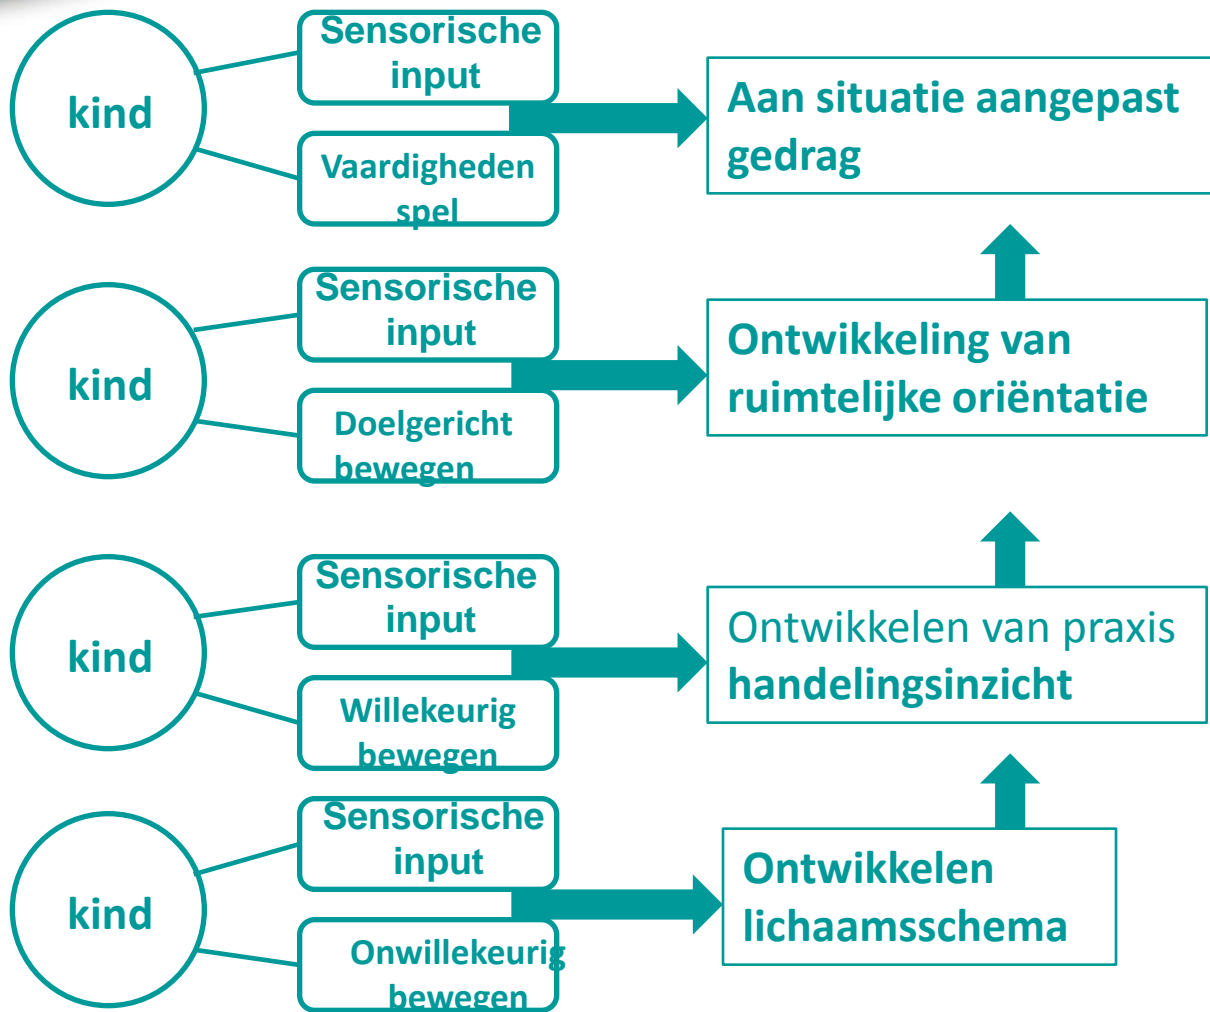 kind
Sensorische
input
Vaardigheden
spel
Aan situatie aangepast
gedrag
kind
Sensorische
input
Doelgericht
bewegen
Ontwikkeling van
ruimtelijke oriëntatie
kind
Sensorische
input
Willekeurig
bewegen
Ontwikkelen van praxis
handelingsinzicht
kind
Sensorische
input
Onwillekeurig
bewegen
Ontwikkelen
lichaamsschema